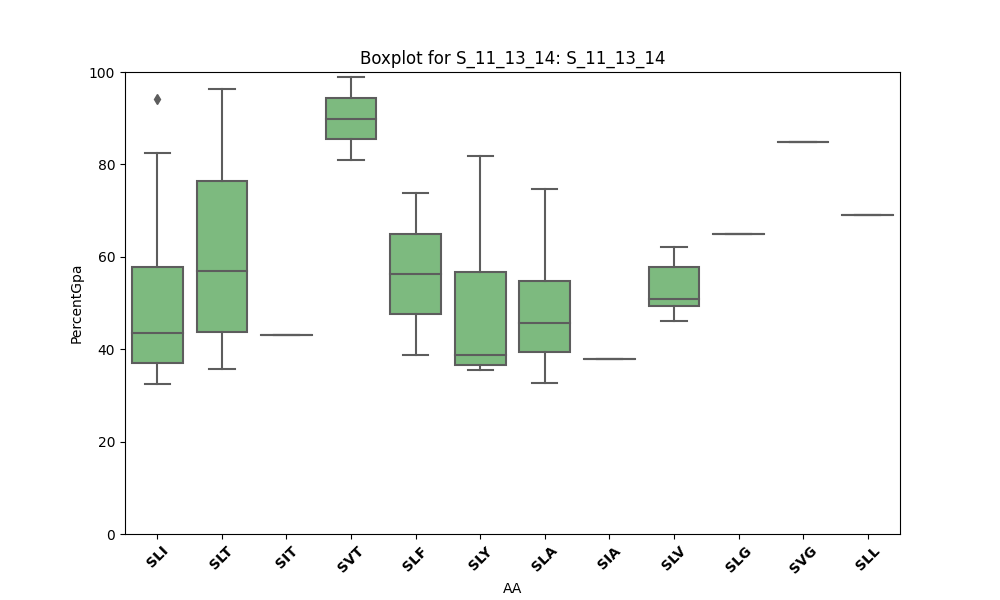 Boxplot for S_11_13_14: S_11_13_14
PercentGpa
100
80
60
40
20
0
SLI SLT SIT SVT SLF SLY SLA SIA SLV SLG SVG SLL
AA